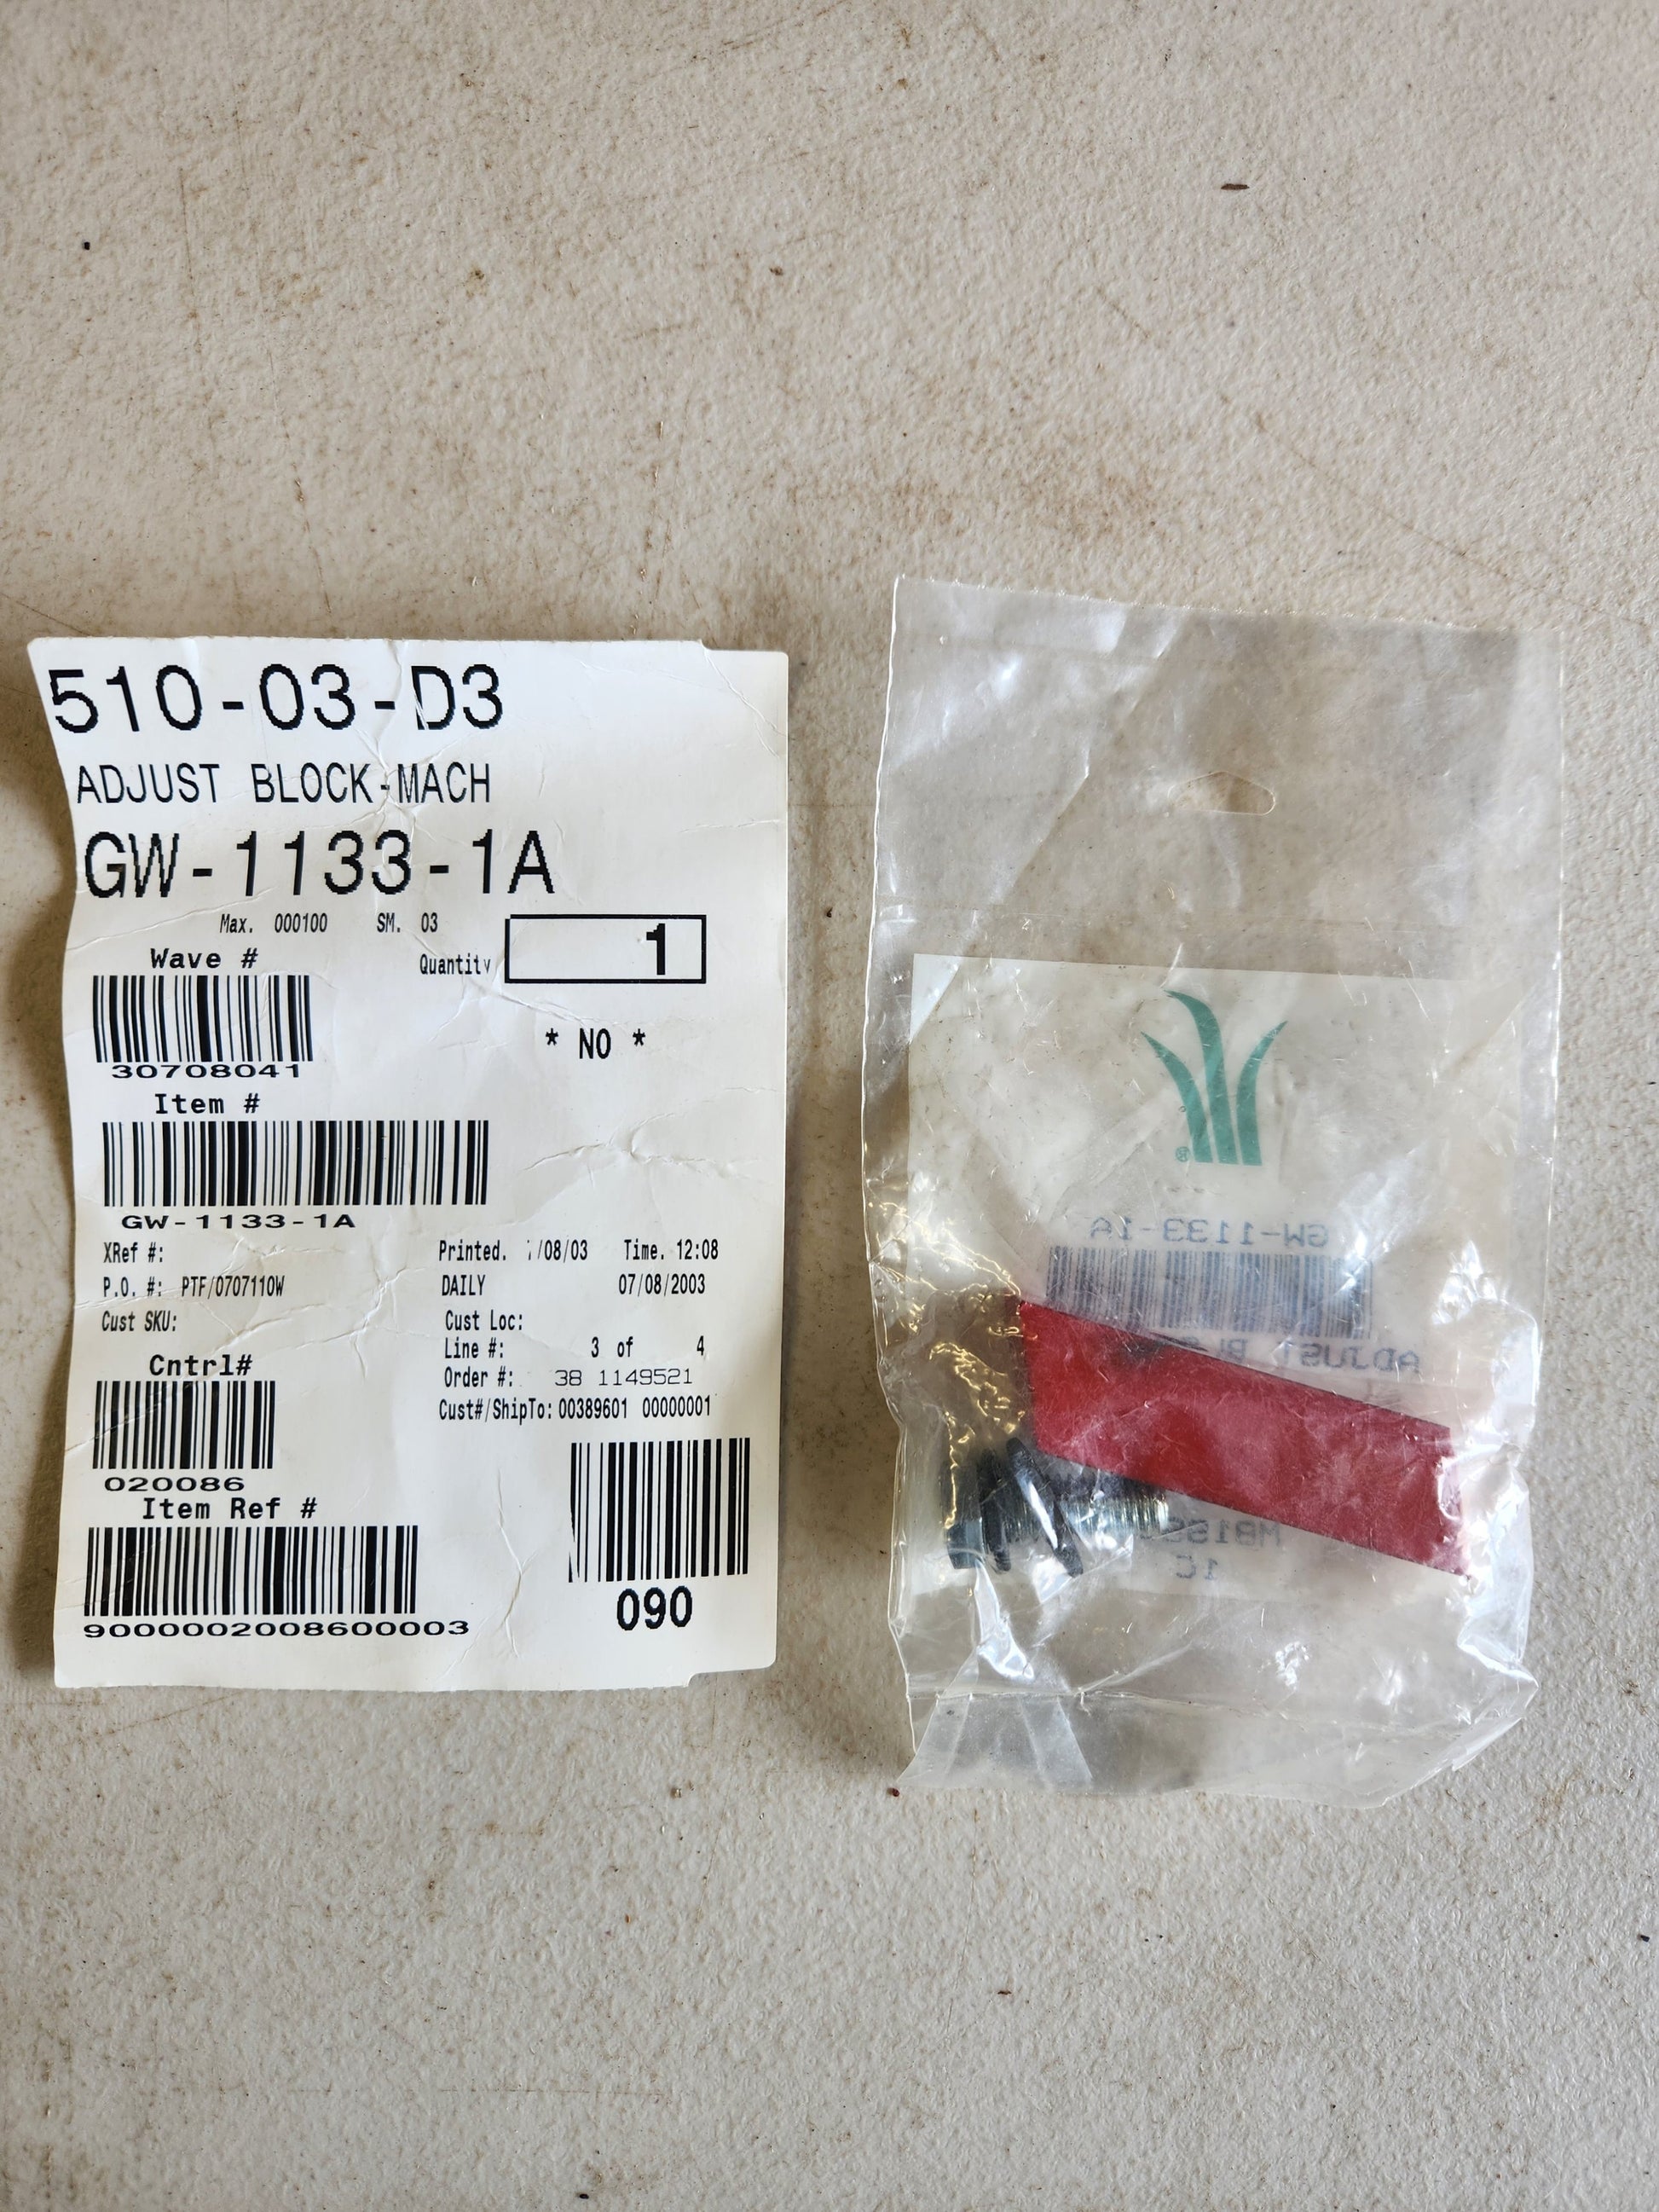 510-03-D3
ADJUST BLOCK-MACH
GW-1133-1A
Max. 000100 SM. 03
Wave #
Quantity 1
30708041
* NO *
Item #
GW-1133-1A
XRef #:
Printed. /08/03 Time. 12:08
P.O. #: PTF/0707110W
DAILY 07/08/2003
Cust SKU:
Cust Loc:
Line #: 3 of 4
Cntrl#
Order #: 38 1149521
Cust#/ShipTo: 00389601 00000001
020086
Item Ref #
9000002008600003
090
®
GW-1133-1A
ADJUST
1C